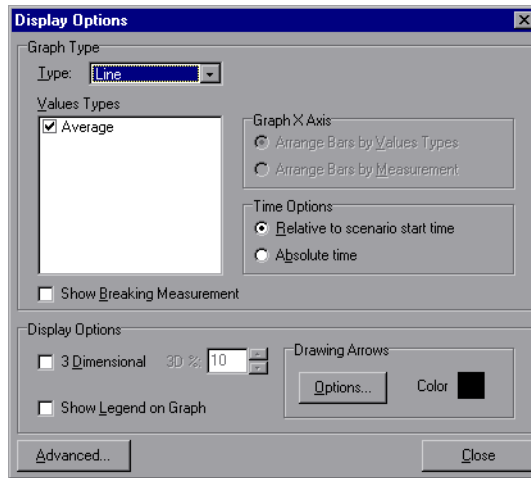 Display Options
Graph Type
Type: Line
Values Types
Average
Graph X Axis
Arrange Bars by Values Types
Arrange Bars by Measurement
Time Options
Relative to scenario start time
Absolute time
Show Breaking Measurement
Display Options
3 Dimensional 3D %: 10
Show Legend on Graph
Drawing Arrows
Options... Color
Advanced... Close